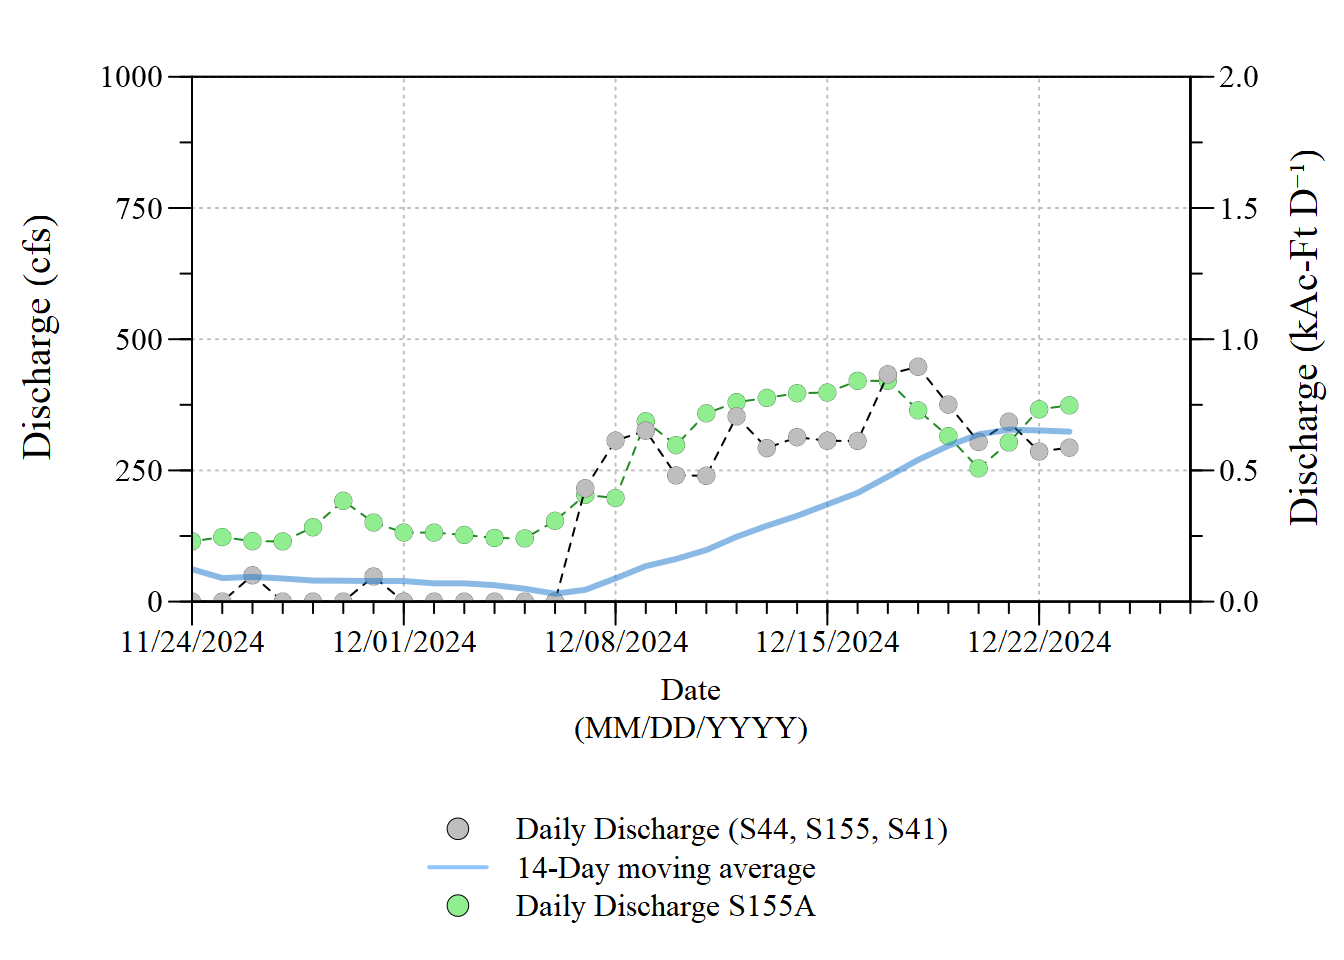 1000
750
500
250
0
2.0
1.5
1.0
0.5
0.0
Discharge (cfs)
Discharge (kAc-Ft D⁻¹)
11/24/2024 12/01/2024 12/08/2024 12/15/2024 12/22/2024
Date
(MM/DD/YYYY)
Daily Discharge (S44, S155, S41)
14-Day moving average
Daily Discharge S155A